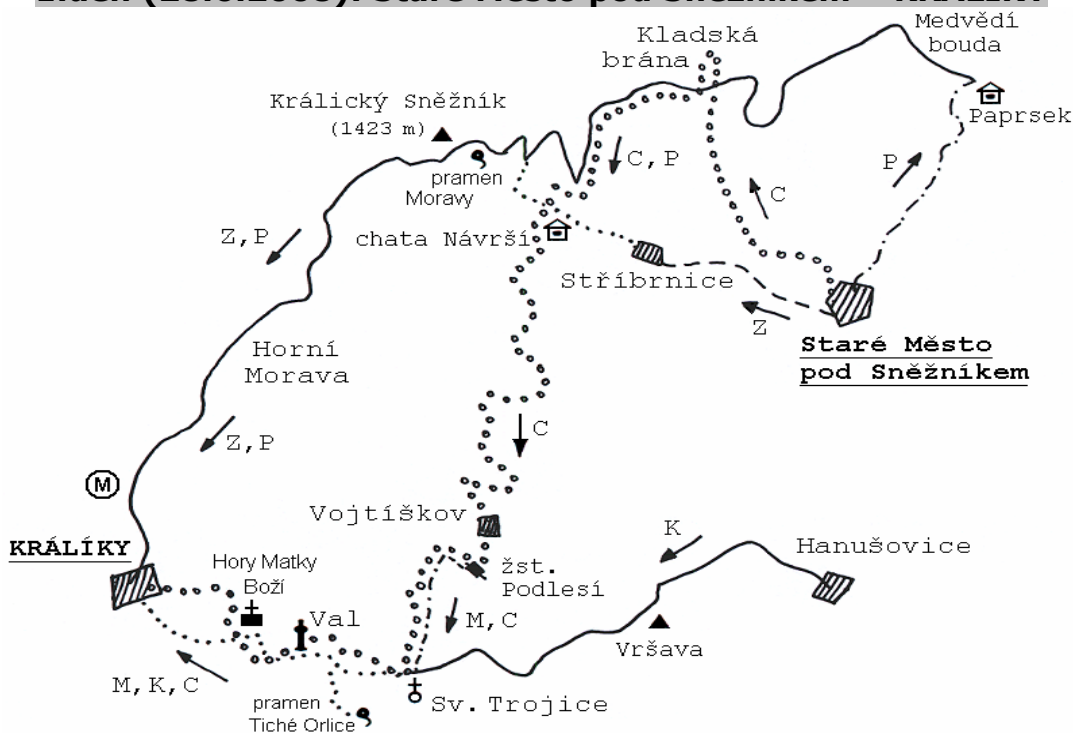 Kladská
brána
Medvědí
bouda
Králický Sněžník
(1423 m)
Paprsek
pramen
Moravy
C, P
P
C
Z, P
chata Návrší
Stříbrnice
Z
Staré Město
pod Sněžníkem
Horní
Morava
Z, P
C
M
Vojtíškov
K
Hanušovice
KRÁLÍKY
Hory Matky
Boží
žst.
Podlesí
Val
M, C
Vršava
M, K, C
pramen
Tiché Orlice
Sv. Trojice